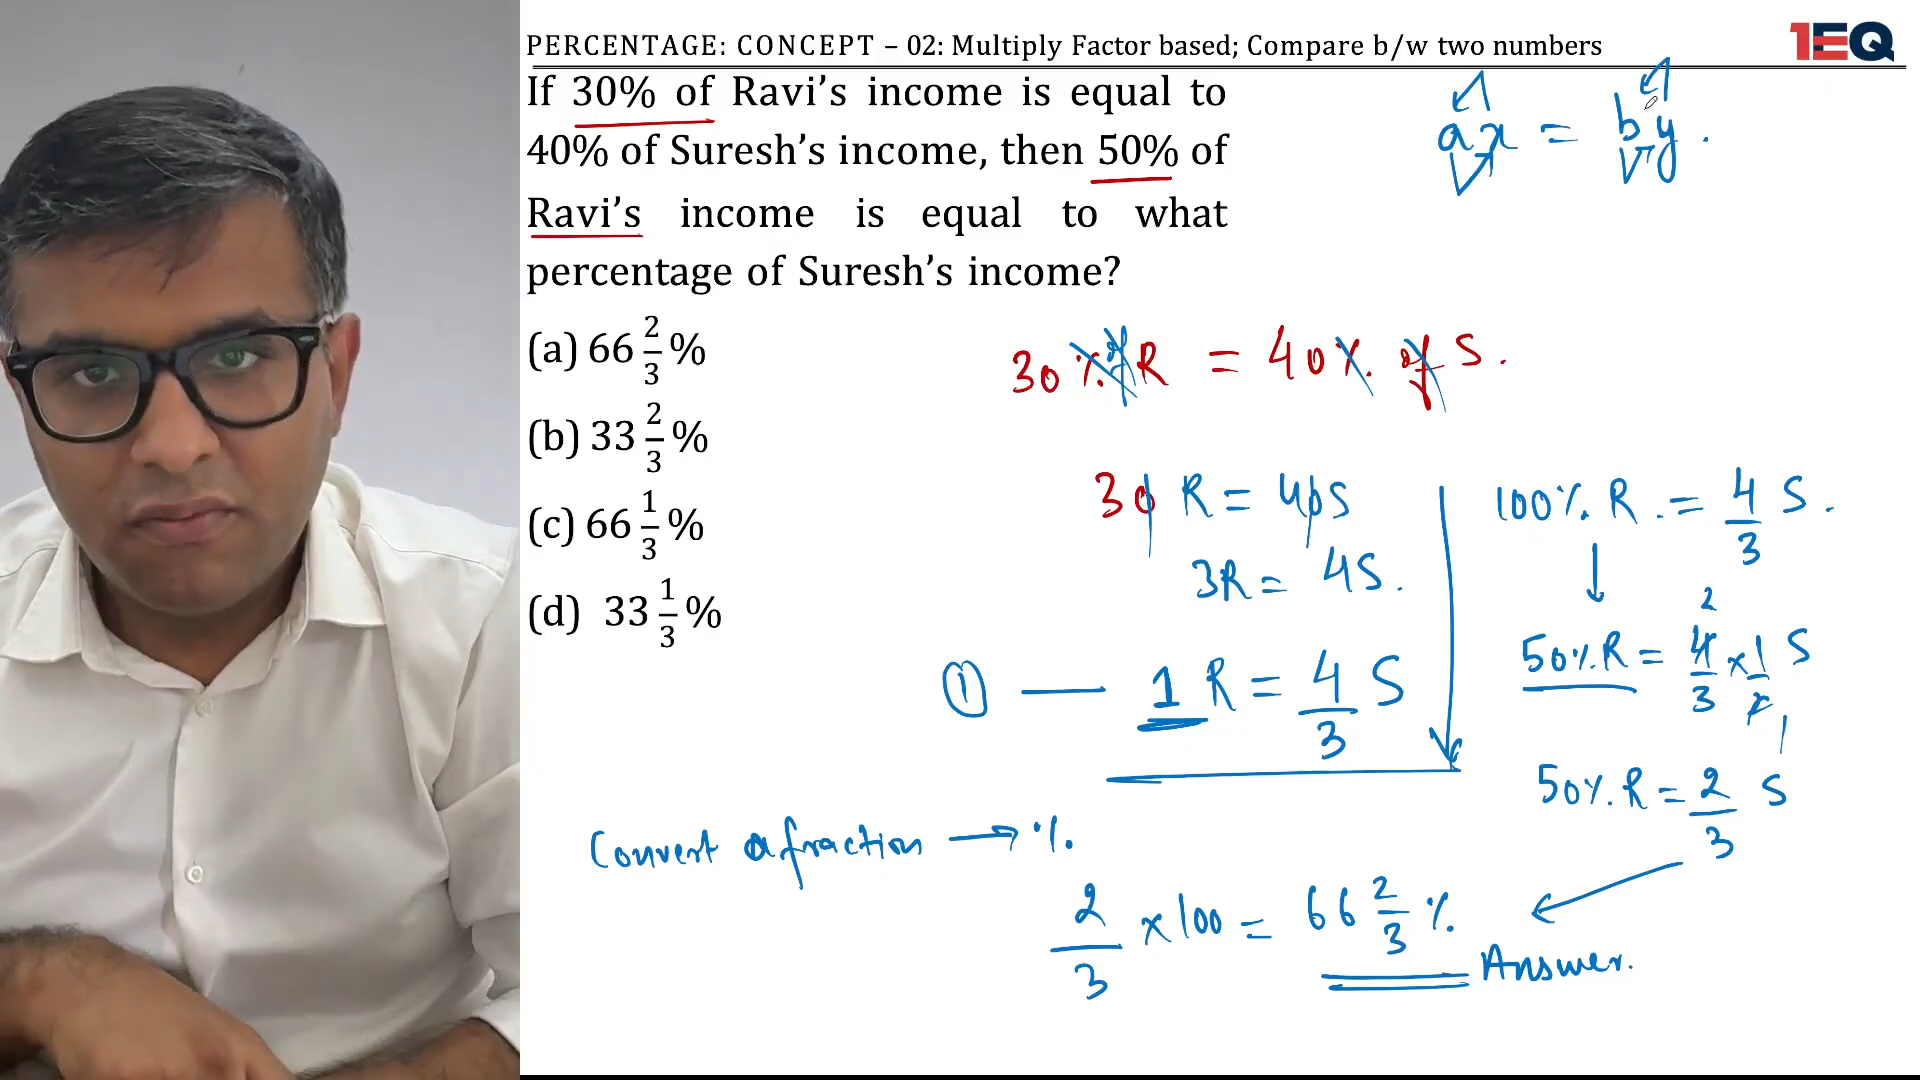 PERCENTAGE: CONCEPT – 02: Multiply Factor based; Compare b/w two numbers
1EQ
If 30% of Ravi’s income is equal to
40% of Suresh’s income, then 50% of
Ravi’s income is equal to what
percentage of Suresh’s income?
(a) 66 2/3 %
(b) 33 2/3 %
(c) 66 1/3 %
(d) 33 1/3 %
ax = by .
30 % of R = 40 % of S .
30 R = 40 S
3R = 4S .
① — 1 R = 4/3 S
100% R . = 4/3 S .
2
50% R = 4/3 × 1/2 S
1
50% R = 2/3 S
Convert a fraction → %
2/3 × 100 = 66 2/3 %
Answer.